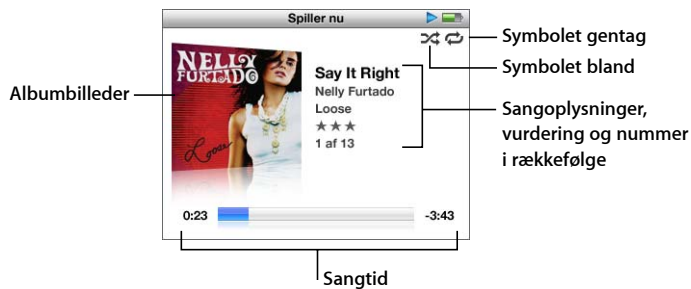 Spiller nu
Symbolet gentag
Symbolet bland
Albumbilleder
NELLY
FURTADO
Loose
Say It Right
Nelly Furtado
Loose
1 af 13
Sangoplysninger,
vurdering og nummer
i rækkefølge
0:23
-3:43
Sangtid